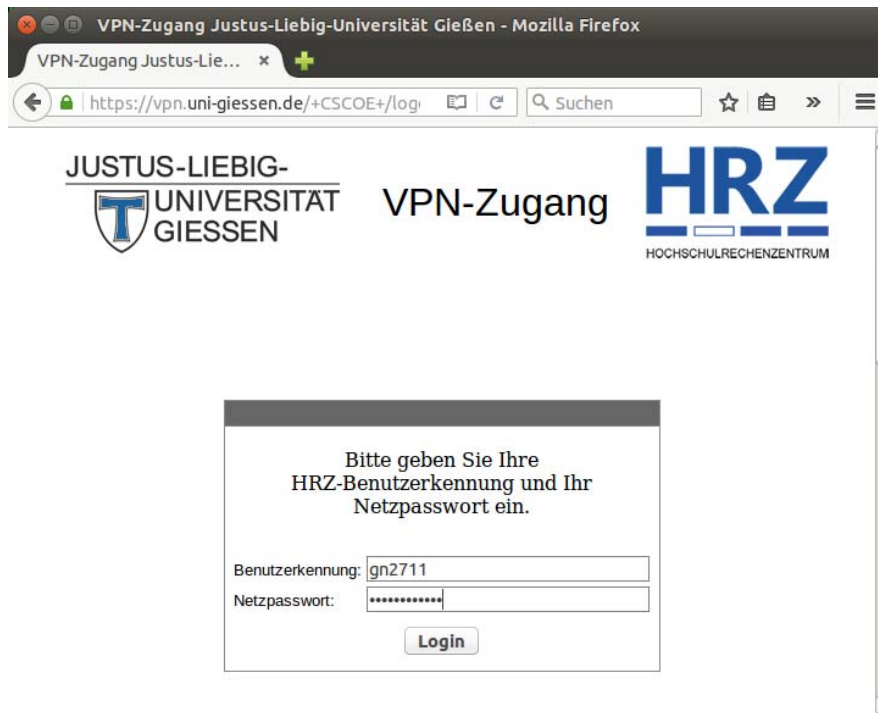 VPN-Zugang Justus-Liebig-Universität Gießen - Mozilla Firefox
VPN-Zugang Justus-Lie...
https://vpn.uni-giessen.de/+CSCOE+/log
Suchen
JUSTUS-LIEBIG-
UNIVERSITÄT
GIESSEN
VPN-Zugang
HRZ
HOCHSCHULRECHENZENTRUM
Bitte geben Sie Ihre
HRZ-Benutzerkennung und Ihr
Netzpasswort ein.
Benutzerkennung: gn2711
Netzpasswort: ••••••••••••
Login